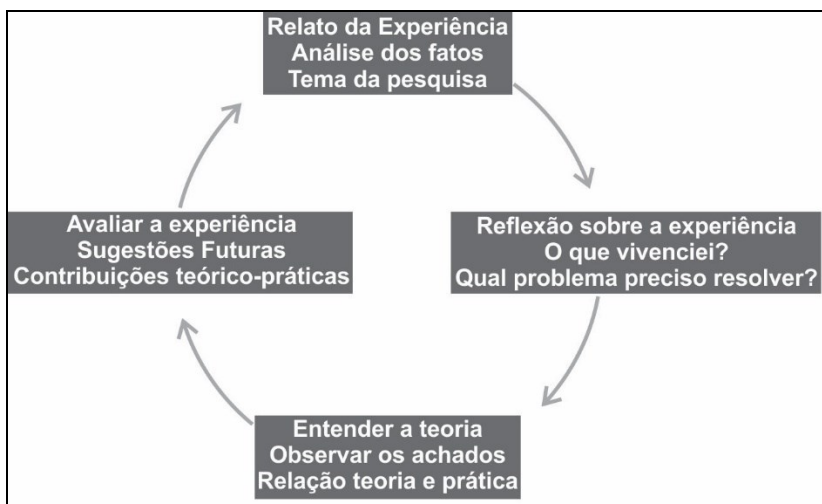 Relato da Experiência
Análise dos fatos
Tema da pesquisa
Reflexão sobre a experiência
O que vivenciei?
Qual problema preciso resolver?
Entender a teoria
Observar os achados
Relação teoria e prática
Avaliar a experiência
Sugestões Futuras
Contribuições teórico-práticas